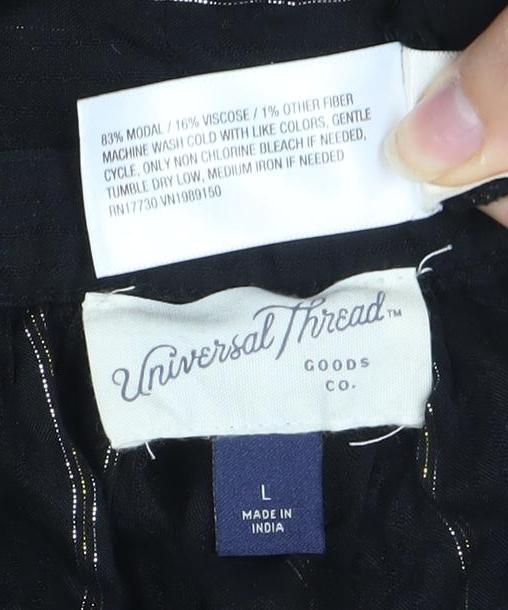 83% MODAL / 16% VISCOSE / 1% OTHER FIBER
MACHINE WASH COLD WITH LIKE COLORS, GENTLE
CYCLE, ONLY NON CHLORINE BLEACH IF NEEDED,
TUMBLE DRY LOW, MEDIUM IRON IF NEEDED
RN17730 VN1989150
Universal Thread™
GOODS
CO.
L
MADE IN
INDIA